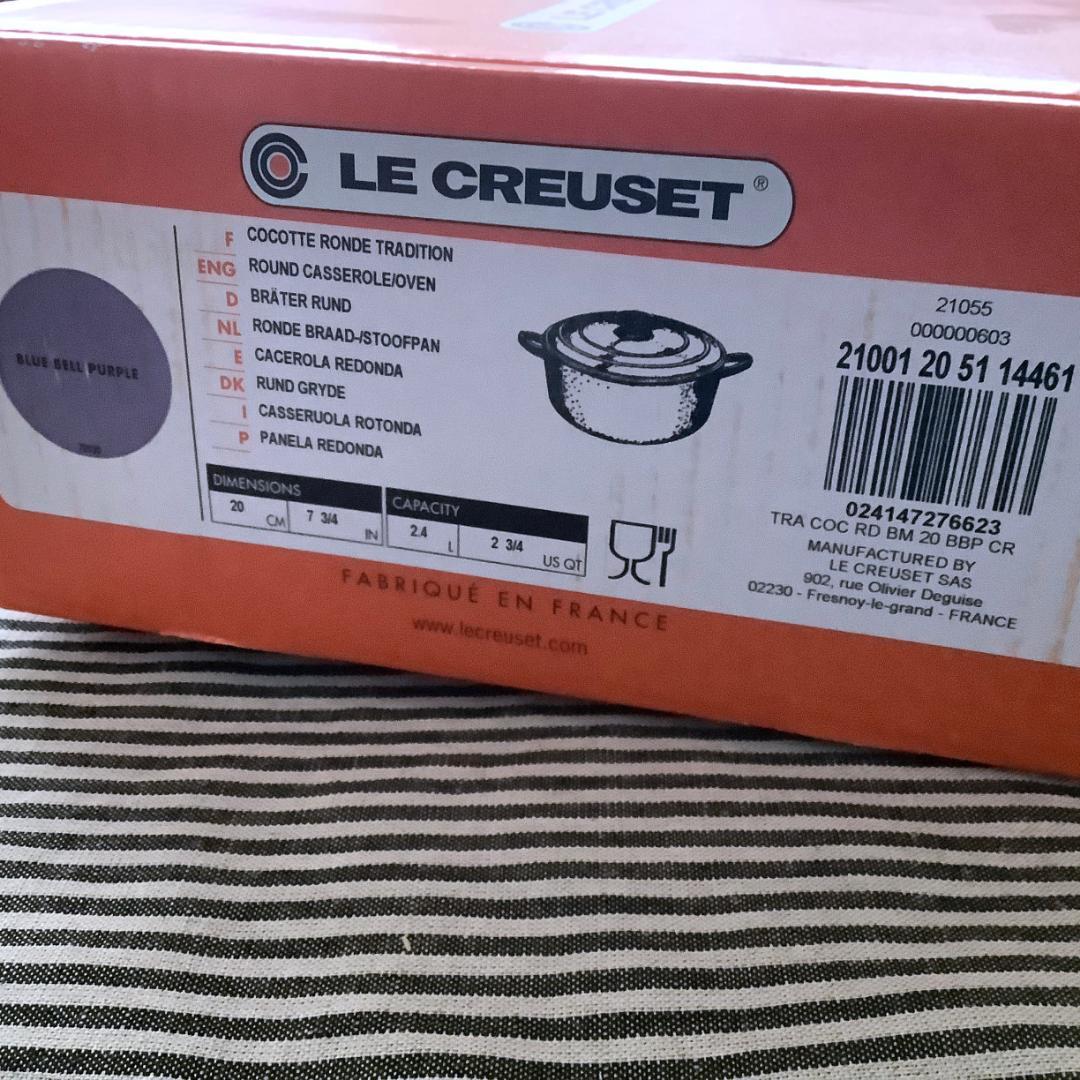 LE CREUSET®
BLUE BELL PURPLE
F COCOTTE RONDE TRADITION
ENG ROUND CASSEROLE/OVEN
D BRÄTER RUND
NL RONDE BRAAD-/STOOFPAN
E CACEROLA REDONDA
DK RUND GRYDE
I CASSERUOLA ROTONDA
P PANELA REDONDA
DIMENSIONS
20 CM 7 3/4 IN
CAPACITY
2.4 L 2 3/4 US QT
21055
000000603
21001 20 51 14461
024147276623
TRA COC RD BM 20 BBP CR
MANUFACTURED BY
LE CREUSET SAS
902, rue Olivier Deguise
02230 - Fresnoy-le-grand - FRANCE
FABRIQUÉ EN FRANCE
www.lecreuset.com